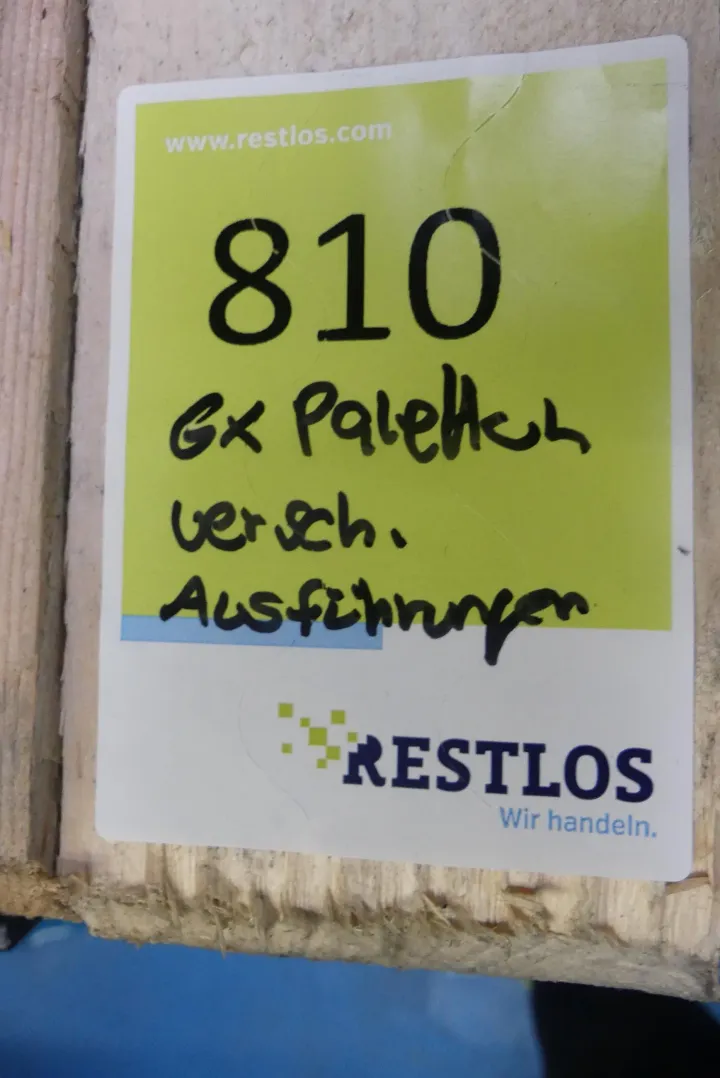 www.restlos.com
810
6x Paletten
versch.
Ausführungen
RESTLOS
Wir handeln.